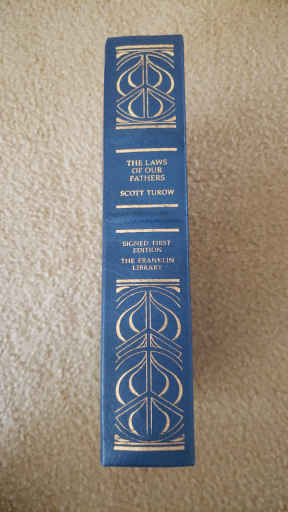 THE LAWS
OF OUR
FATHERS
SCOTT TUROW
SIGNED FIRST
EDITION
THE FRANKLIN
LIBRARY